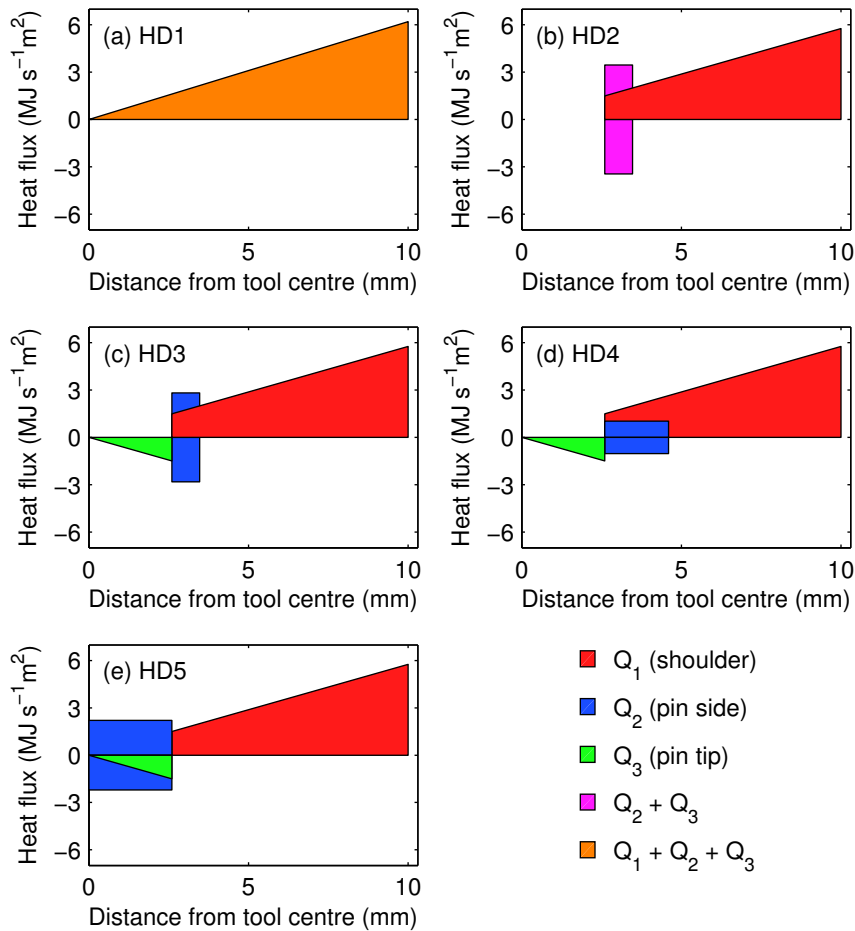 (a) HD1
Heat flux (MJ s⁻¹m²)
6
3
0
−3
−6
0 5 10
Distance from tool centre (mm)
(b) HD2
Heat flux (MJ s⁻¹m²)
6
3
0
−3
−6
0 5 10
Distance from tool centre (mm)
(c) HD3
Heat flux (MJ s⁻¹m²)
6
3
0
−3
−6
0 5 10
Distance from tool centre (mm)
(d) HD4
Heat flux (MJ s⁻¹m²)
6
3
0
−3
−6
0 5 10
Distance from tool centre (mm)
(e) HD5
Heat flux (MJ s⁻¹m²)
6
3
0
−3
−6
0 5 10
Distance from tool centre (mm)
Q₁ (shoulder)
Q₂ (pin side)
Q₃ (pin tip)
Q₂ + Q₃
Q₁ + Q₂ + Q₃